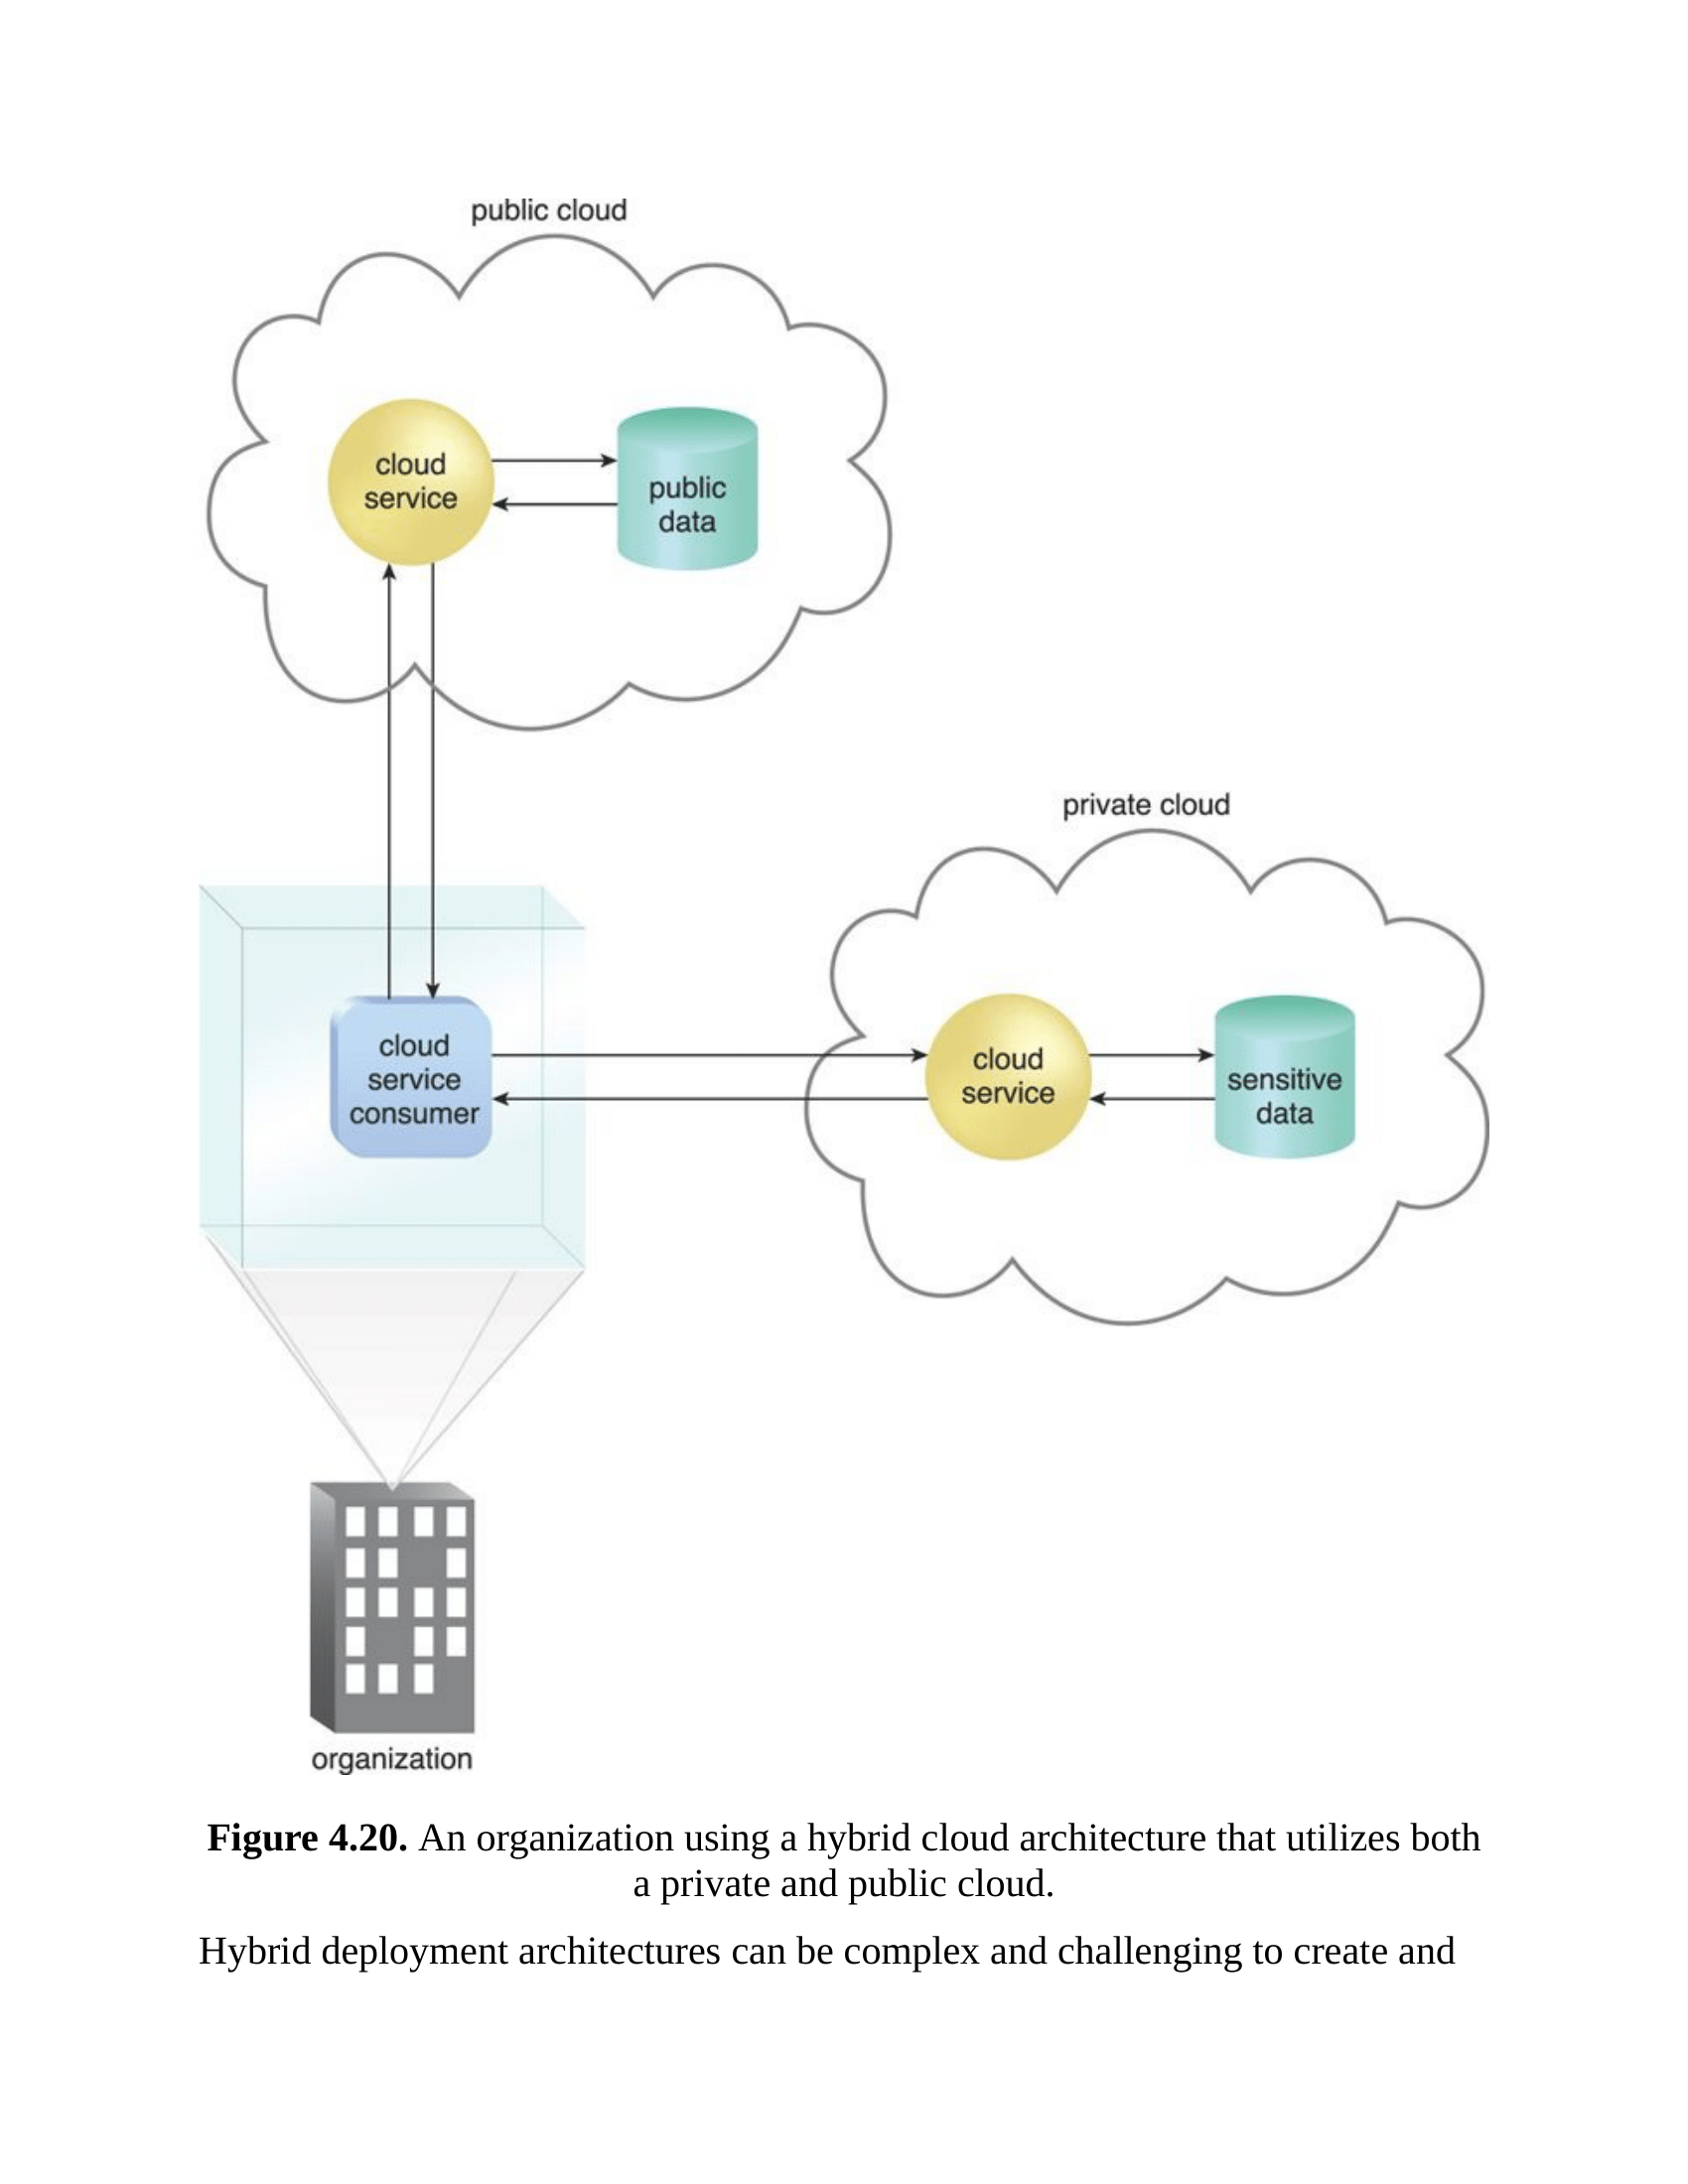 public cloud
cloud
service
public
data
private cloud
cloud
service
consumer
cloud
service
sensitive
data
organization
Figure 4.20. An organization using a hybrid cloud architecture that utilizes both
a private and public cloud.
Hybrid deployment architectures can be complex and challenging to create and